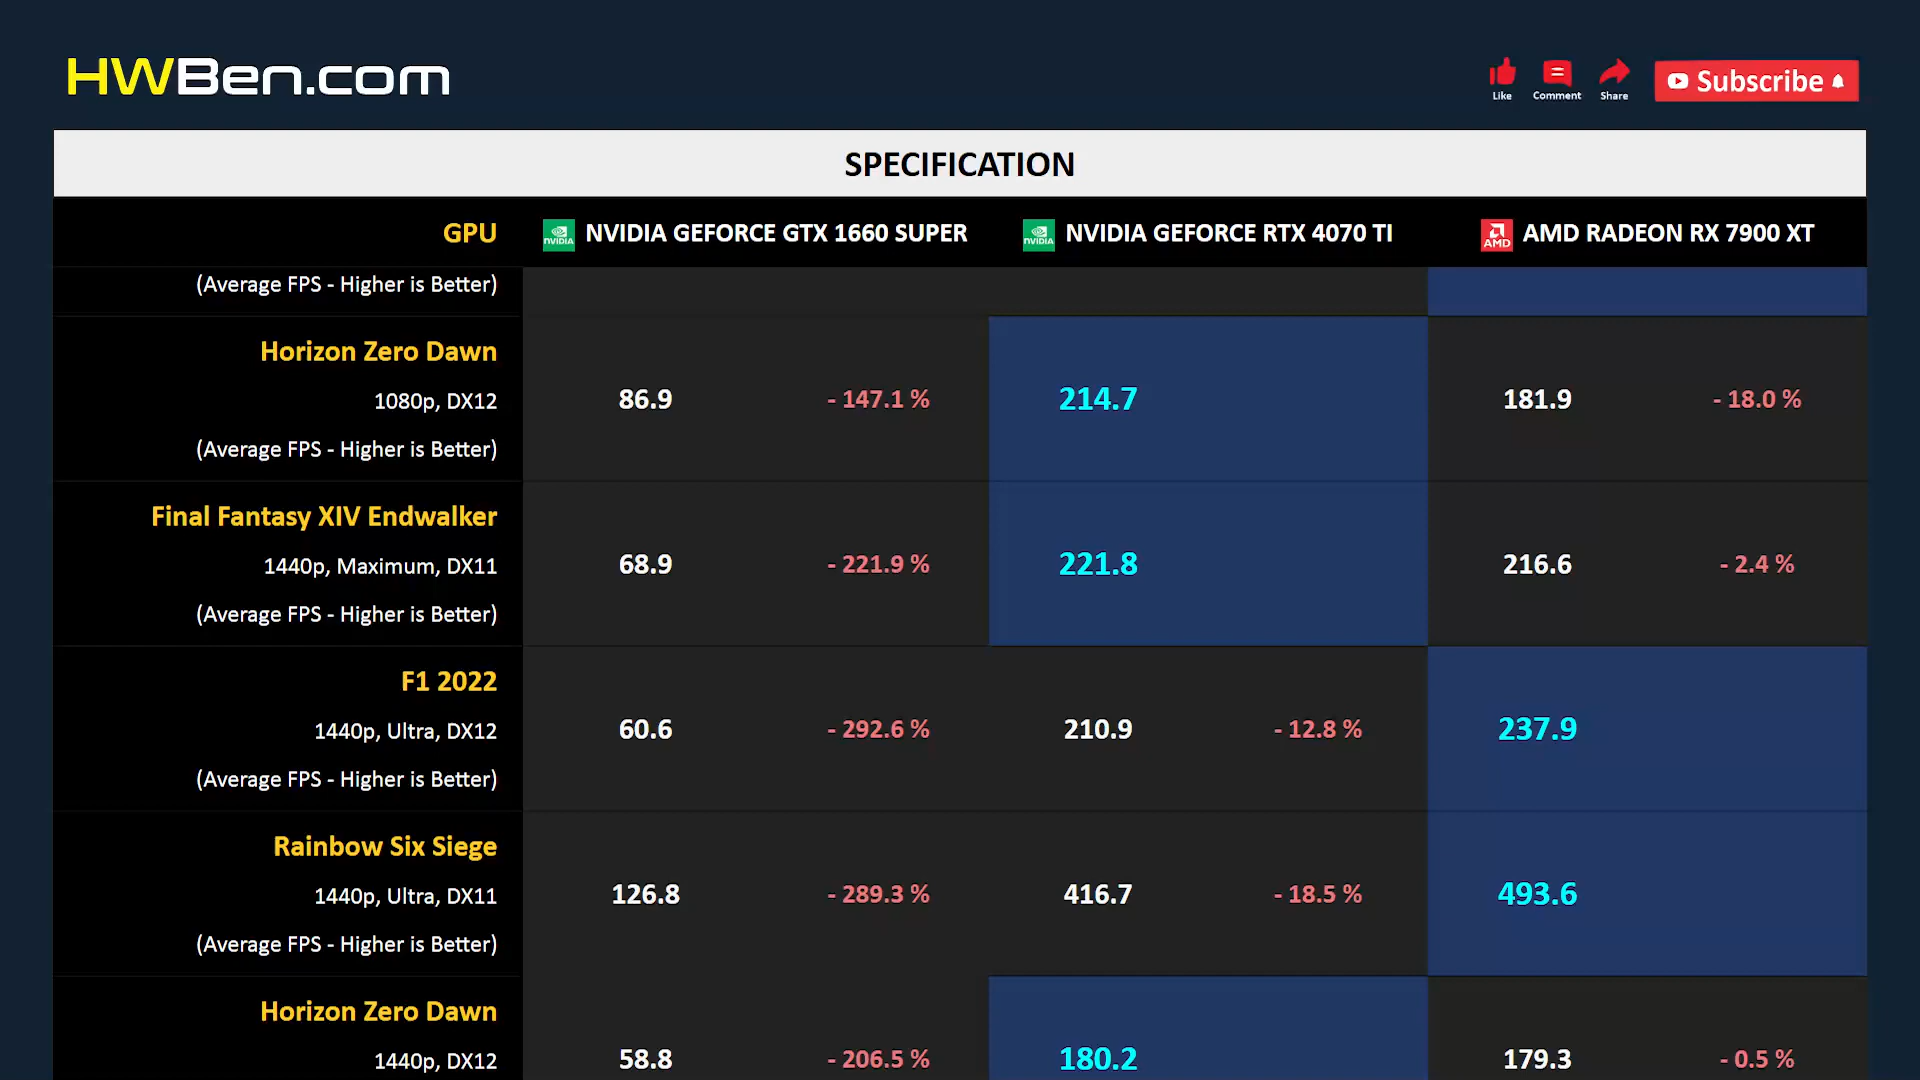 HWBen.com
Like Comment Share Subscribe
SPECIFICATION
GPU NVIDIA NVIDIA GEFORCE GTX 1660 SUPER NVIDIA NVIDIA GEFORCE RTX 4070 TI AMD AMD RADEON RX 7900 XT
(Average FPS - Higher is Better)
Horizon Zero Dawn
1080p, DX12 86.9 - 147.1 % 214.7 181.9 - 18.0 %
(Average FPS - Higher is Better)
Final Fantasy XIV Endwalker
1440p, Maximum, DX11 68.9 - 221.9 % 221.8 216.6 - 2.4 %
(Average FPS - Higher is Better)
F1 2022
1440p, Ultra, DX12 60.6 - 292.6 % 210.9 - 12.8 % 237.9
(Average FPS - Higher is Better)
Rainbow Six Siege
1440p, Ultra, DX11 126.8 - 289.3 % 416.7 - 18.5 % 493.6
(Average FPS - Higher is Better)
Horizon Zero Dawn
1440p, DX12 58.8 - 206.5 % 180.2 179.3 - 0.5 %